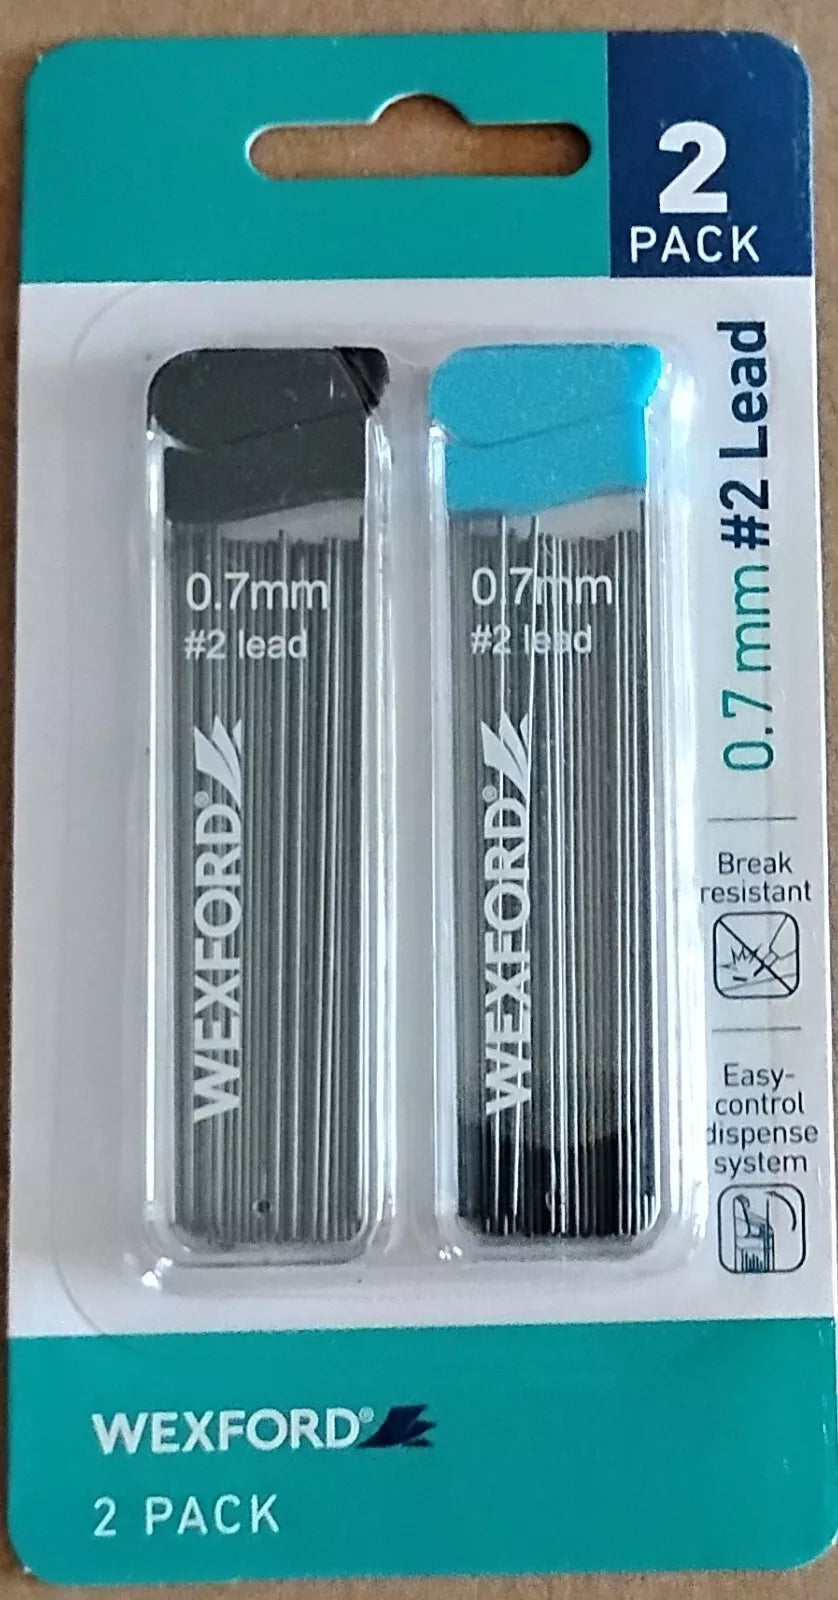 2
PACK
0.7 mm #2 Lead
0.7mm
#2 lead
WEXFORD®
0.7mm
#2 lead
WEXFORD®
Break
resistant
Easy-
control
dispense
system
WEXFORD®
2 PACK